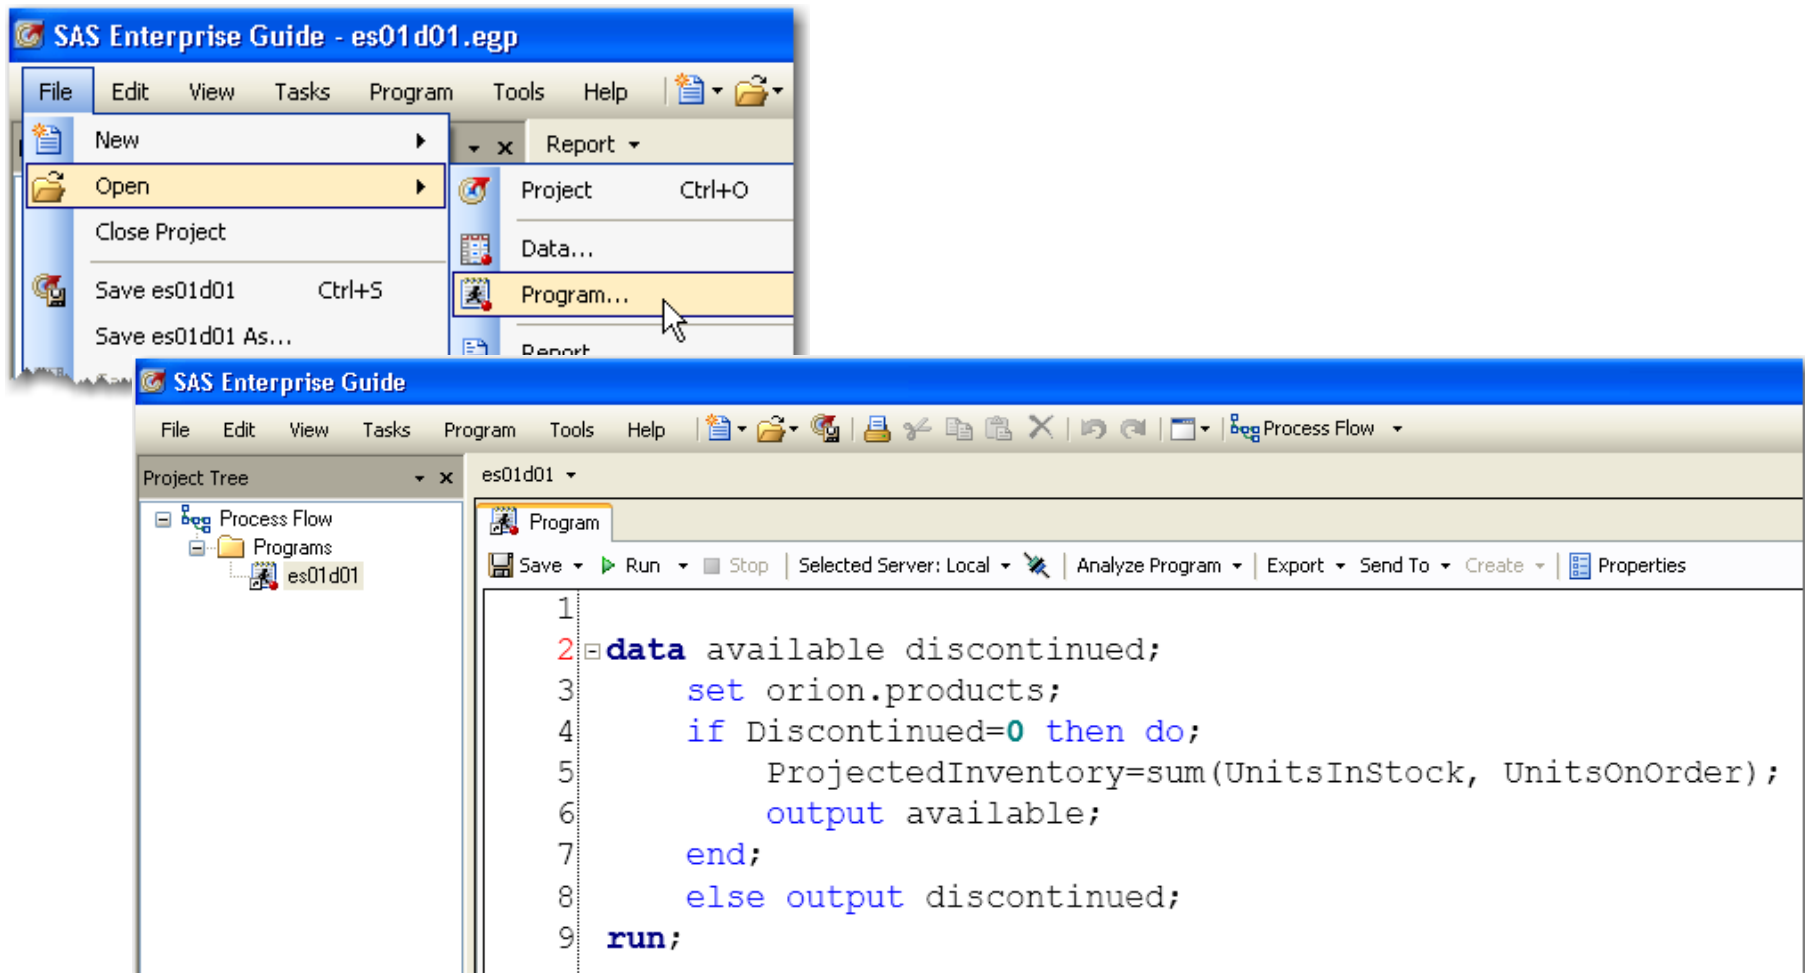 SAS Enterprise Guide - es01d01.egp
File Edit View Tasks Program Tools Help
Report
New
Open
Close Project
Save es01d01 Ctrl+S
Save es01d01 As...
Project Ctrl+O
Data...
Program...
Report
SAS Enterprise Guide
File Edit View Tasks Program Tools Help Process Flow
Project Tree
Process Flow
Programs
es01d01
es01d01
Program
Save Run Stop Selected Server: Local Analyze Program Export Send To Create Properties
1
2 data available discontinued;
3 set orion.products;
4 if Discontinued=0 then do;
5 ProjectedInventory=sum(UnitsInStock, UnitsOnOrder);
6 output available;
7 end;
8 else output discontinued;
9 run;